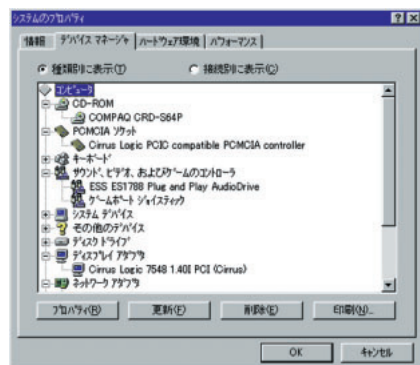 システムのプロパティ
情報 デバイス マネージャ ハードウェア環境 パフォーマンス
種類別に表示(T) 接続別に表示(C)
コンピュータ
CD-ROM
COMPAQ CRD-S64P
PCMCIA ソケット
Cirrus Logic PCIC compatible PCMCIA controller
キーボード
サウンド、ビデオ、およびゲームのコントローラ
ESS ES1788 Plug and Play AudioDrive
ゲームポート ジョイスティック
システム デバイス
その他のデバイス
ディスク ドライブ
ディスプレイ アダプタ
Cirrus Logic 7548 1.40I PCI (Cirrus)
ネットワーク アダプタ
プロパティ(R) 更新(F) 削除(E) 印刷(N)...
OK キャンセル